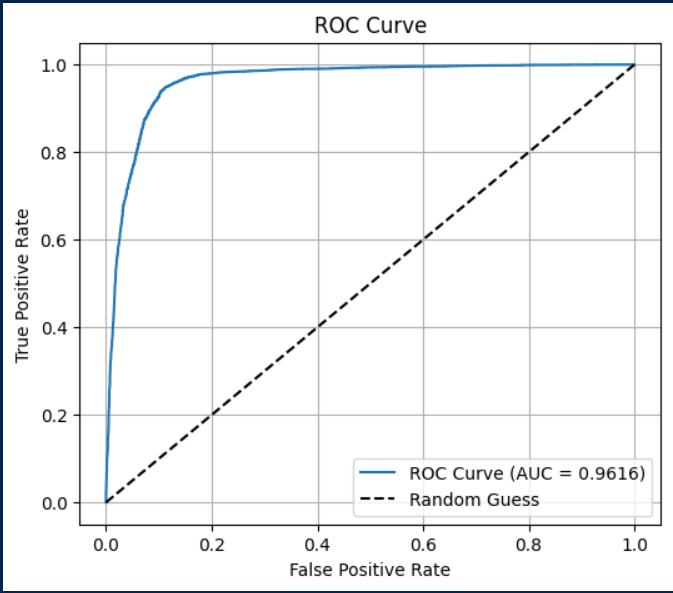 ROC Curve
True Positive Rate
1.0
0.8
0.6
0.4
0.2
0.0
ROC Curve (AUC = 0.9616)
Random Guess
0.0 0.2 0.4 0.6 0.8 1.0
False Positive Rate